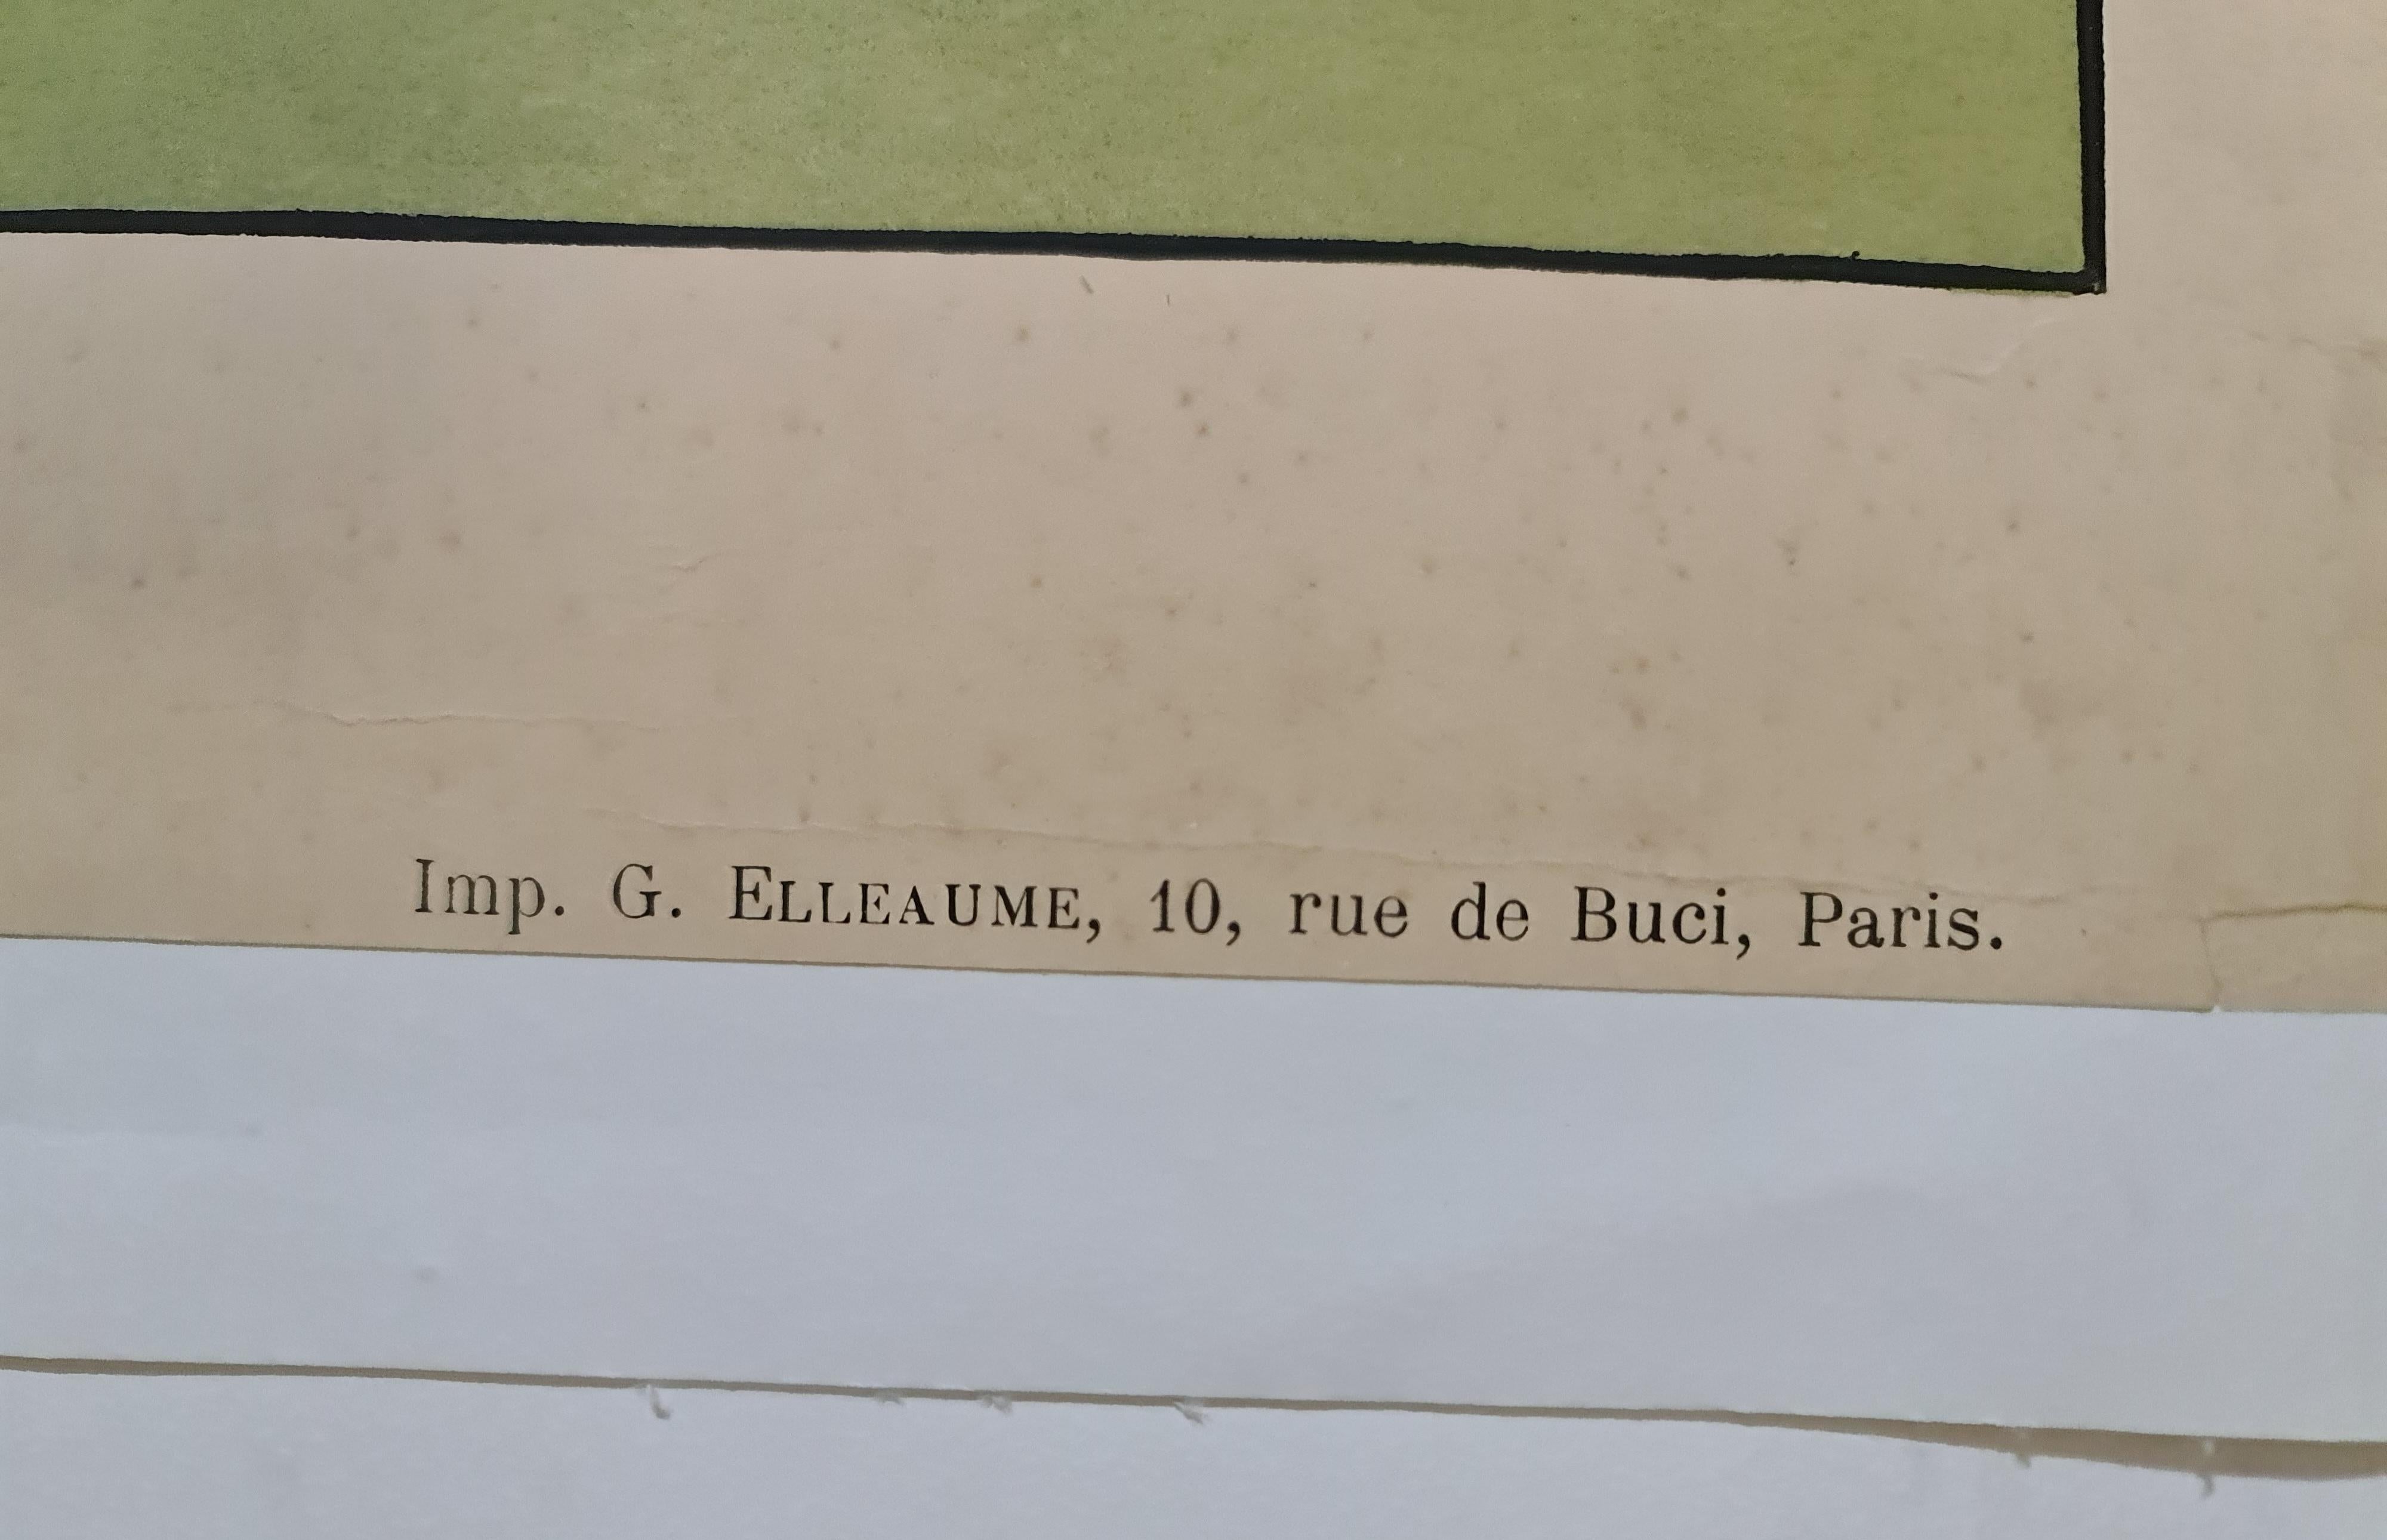 Imp. G. ELLEAUME, 10, rue de Buci, Paris.